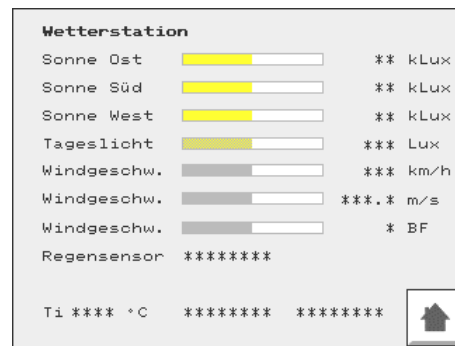 Wetterstation
Sonne Ost ** kLux
Sonne Süd ** kLux
Sonne West ** kLux
Tageslicht *** Lux
Windgeschw. *** km/h
Windgeschw. ***.* m/s
Windgeschw. * BF
Regensensor ********
Ti **** °C ******** ********